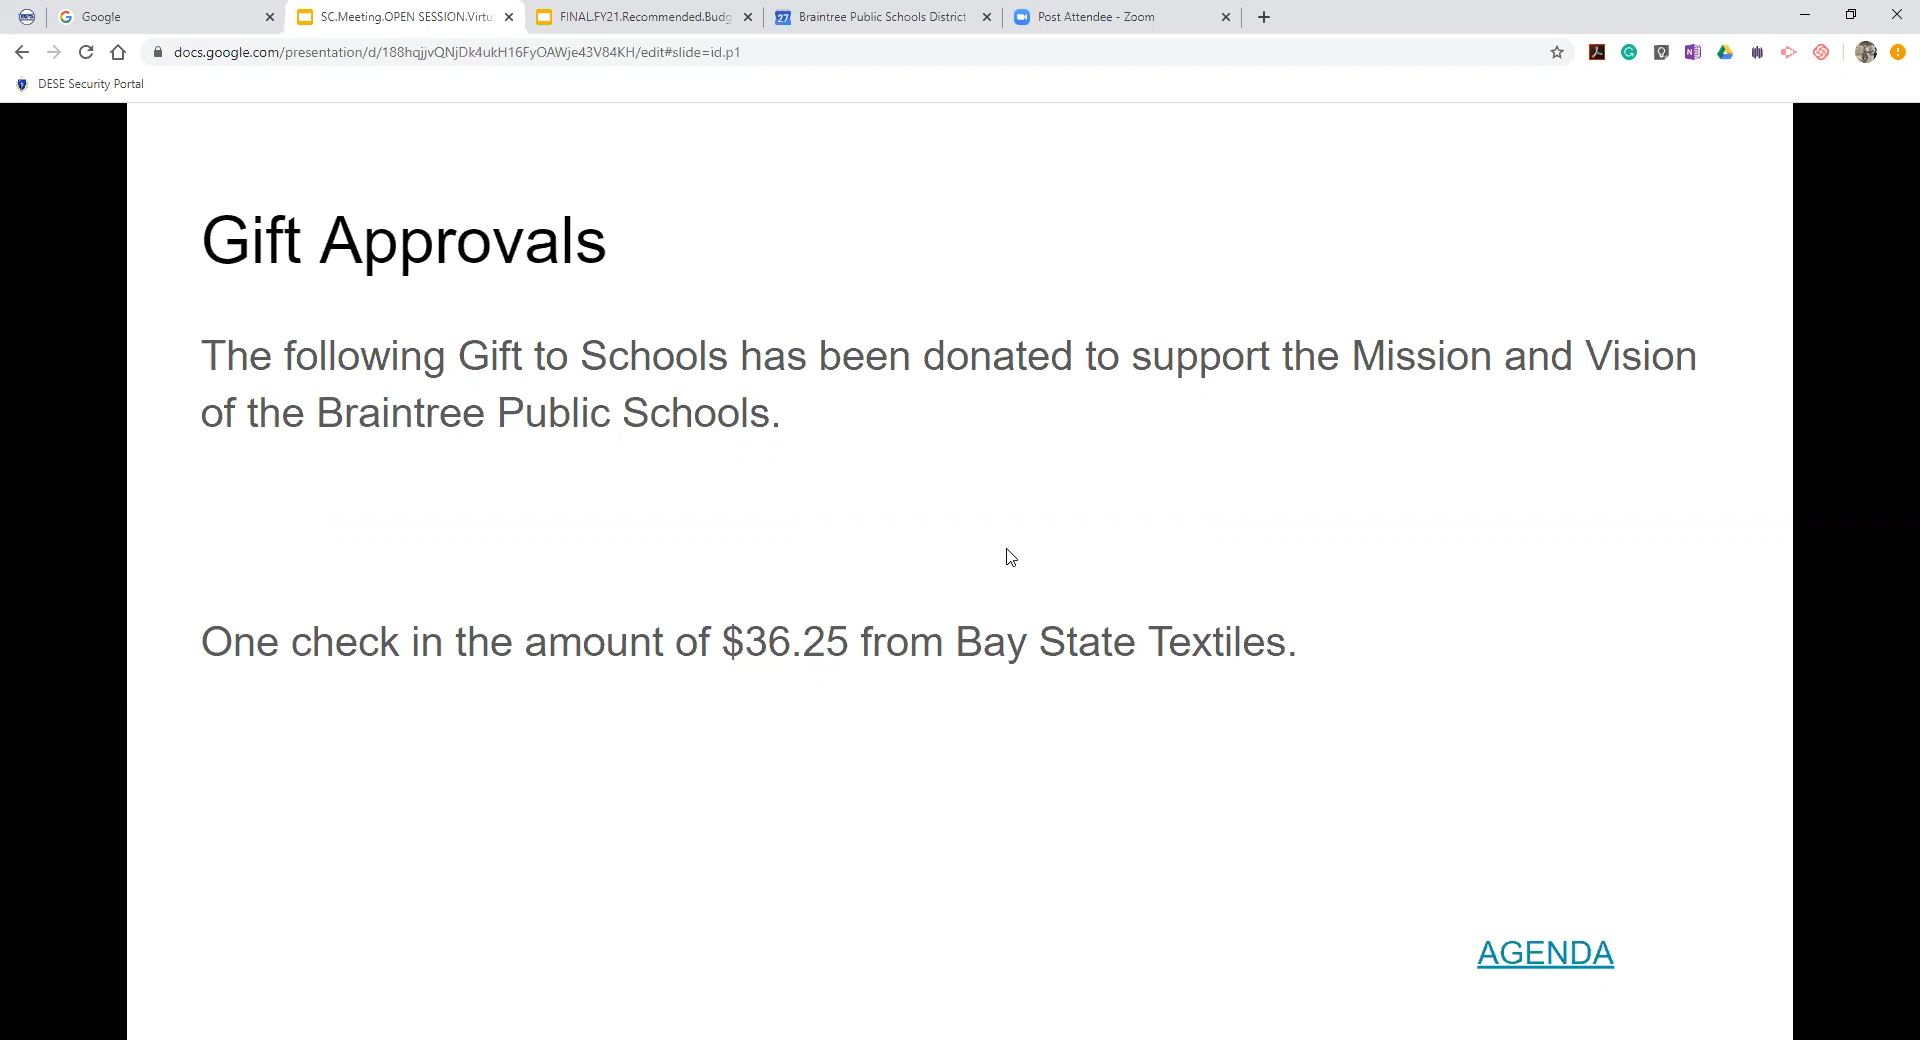 Google
SC.Meeting.OPEN SESSION.Virtu
FINAL.FY21.Recommended.Budg
27
Braintree Public Schools District
Post Attendee - Zoom
docs.google.com/presentation/d/188hqjjvQNjDk4ukH16FyOAWje43V84KH/edit#slide=id.p1
DESE Security Portal
Gift Approvals
The following Gift to Schools has been donated to support the Mission and Vision
of the Braintree Public Schools.
One check in the amount of $36.25 from Bay State Textiles.
AGENDA